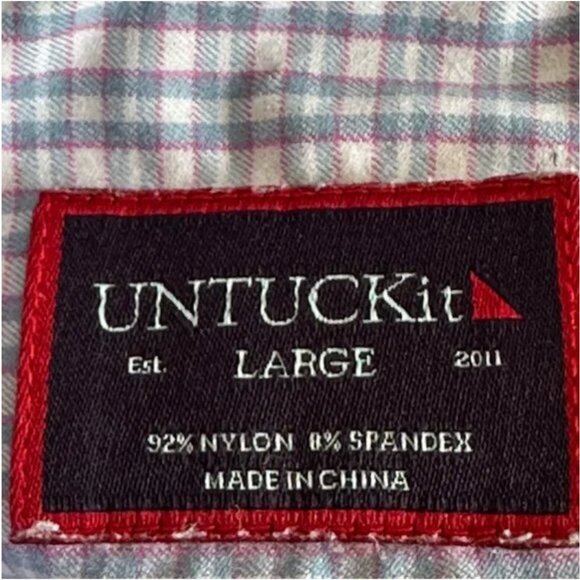 UNTUCKit
Est. LARGE 2011
92% NYLON 8% SPANDEX
MADE IN CHINA